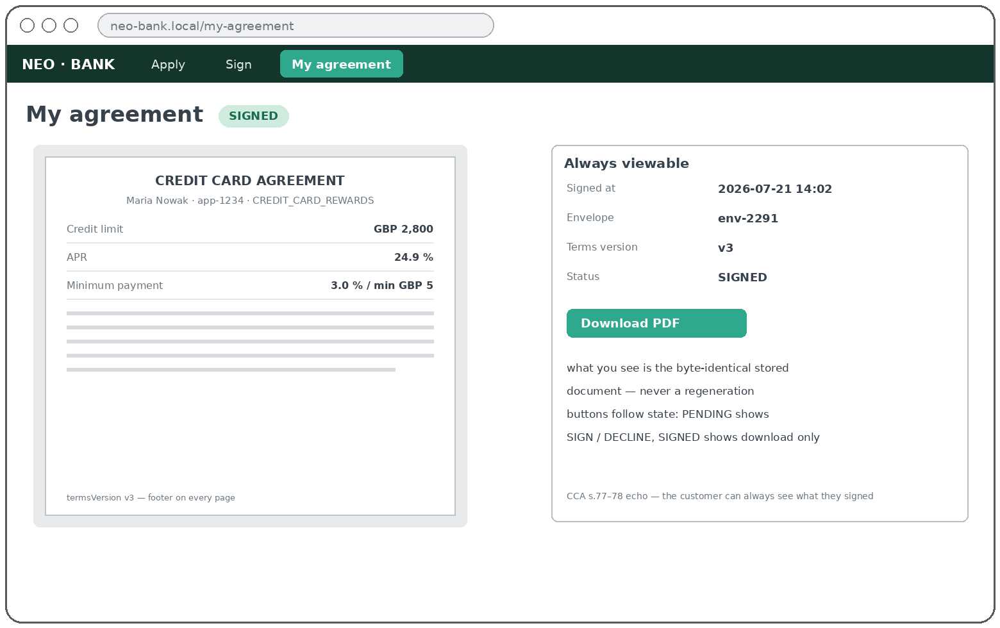 neo-bank.local/my-agreement
NEO · BANK Apply Sign My agreement
My agreement SIGNED
CREDIT CARD AGREEMENT
Maria Nowak · app-1234 · CREDIT_CARD_REWARDS
Credit limit GBP 2,800
APR 24.9 %
Minimum payment 3.0 % / min GBP 5
termsVersion v3 — footer on every page
Always viewable
Signed at 2026-07-21 14:02
Envelope env-2291
Terms version v3
Status SIGNED
Download PDF
what you see is the byte-identical stored
document — never a regeneration
buttons follow state: PENDING shows
SIGN / DECLINE, SIGNED shows download only
CCA s.77–78 echo — the customer can always see what they signed